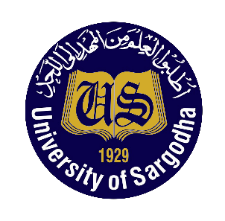 اطلبوا العلم من المهد الى اللحد
US
1929
University of Sargodha